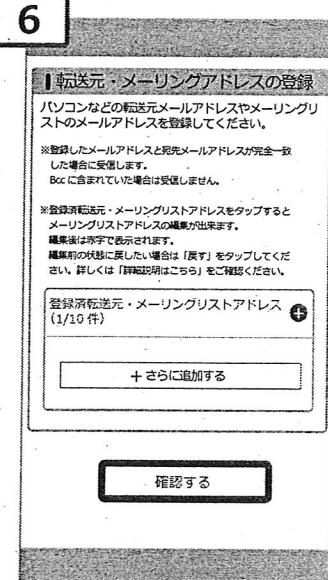 6
転送元・メーリングアドレスの登録
パソコンなどの転送元メールアドレスやメーリングリ
ストのメールアドレスを登録してください。
※登録したメールアドレスと宛先メールアドレスが完全一致
した場合に受信します。
Bcc に含まれていた場合は受信しません。
※登録済転送元・メーリングリストアドレスをタップすると
メーリングリストアドレスの編集が出来ます。
編集後は赤字で表示されます。
編集前の状態に戻したい場合は「戻す」をタップしてくだ
さい。詳しくは「詳細説明はこちら」をご確認ください。
登録済転送元・メーリングリストアドレス
(1/10 件)
＋さらに追加する
確認する